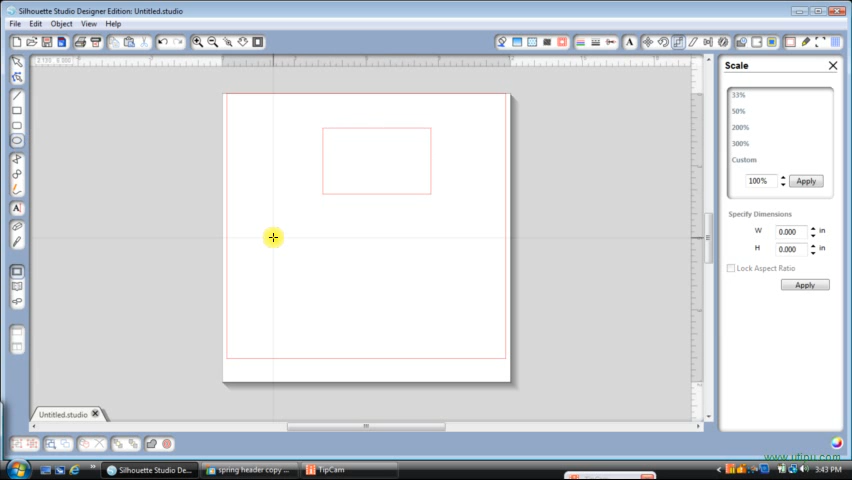 Silhouette Studio Designer Edition: Untitled.studio
File Edit Object View Help
Scale
33%
50%
200%
300%
Custom
100% Apply
Specify Dimensions
W 0.000 in
H 0.000 in
Lock Aspect Ratio
Apply
Untitled.studio
www.utipu.com
Silhouette Studio De...
spring header copy ...
TipCam
3:43 PM